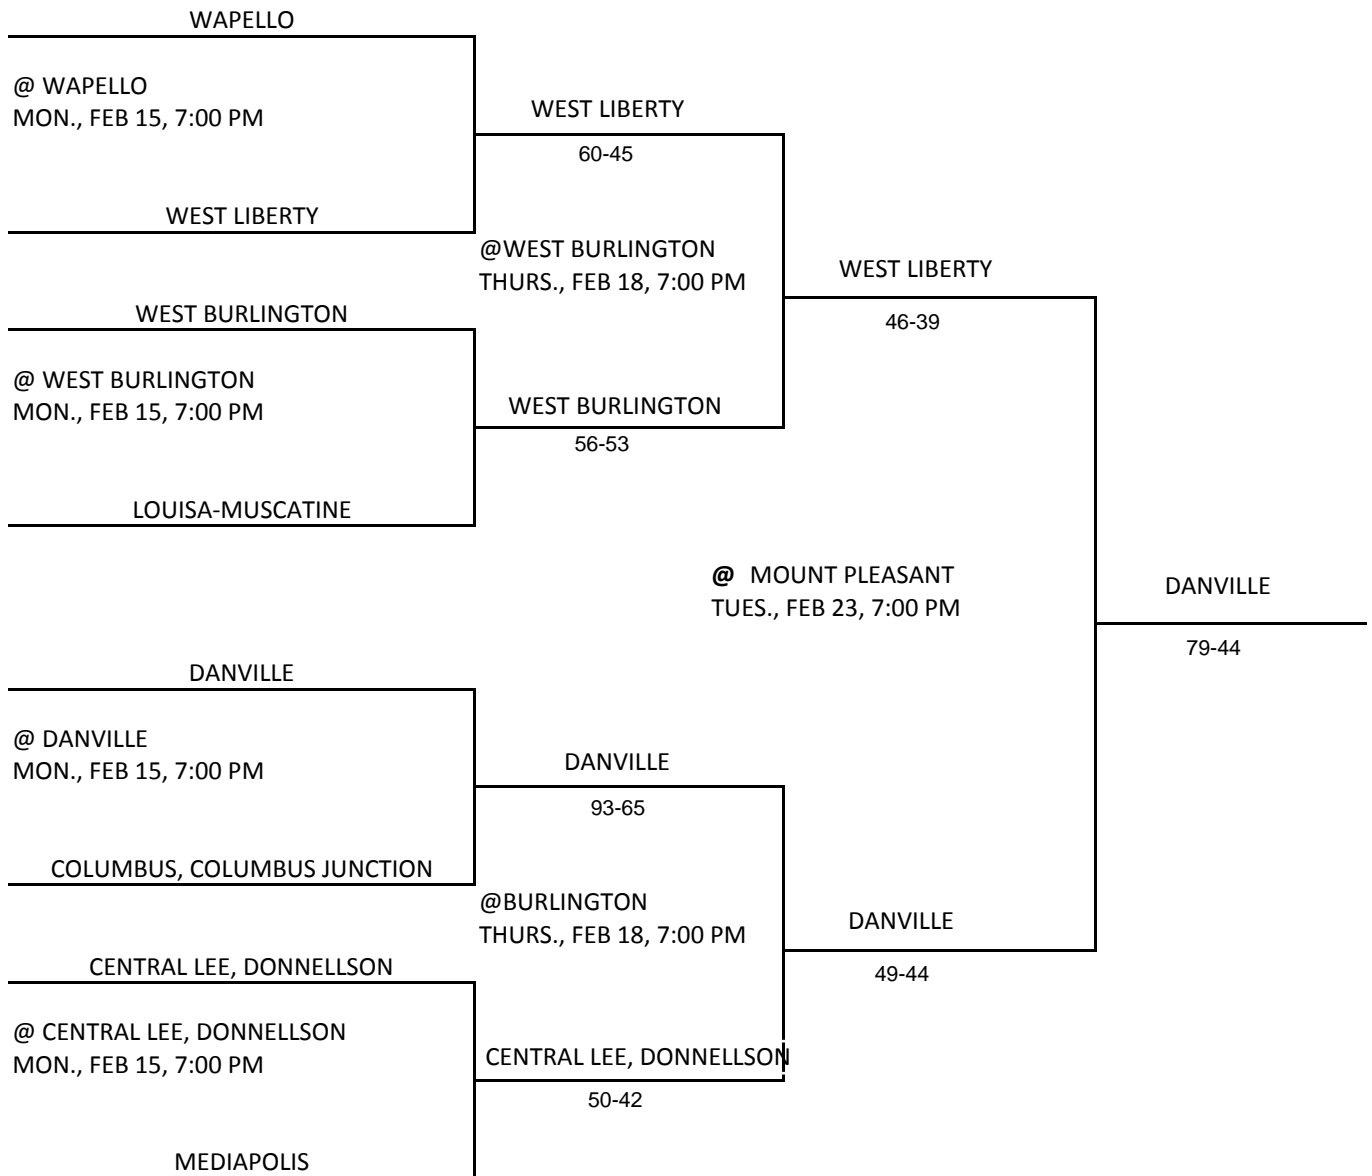 WAPELLO
@ WAPELLO
MON., FEB 15, 7:00 PM
WEST LIBERTY
60-45
WEST LIBERTY
@WEST BURLINGTON
THURS., FEB 18, 7:00 PM
WEST LIBERTY
46-39
WEST BURLINGTON
@ WEST BURLINGTON
MON., FEB 15, 7:00 PM
WEST BURLINGTON
56-53
LOUISA-MUSCATINE
@ MOUNT PLEASANT
TUES., FEB 23, 7:00 PM
DANVILLE
79-44
DANVILLE
@ DANVILLE
MON., FEB 15, 7:00 PM
DANVILLE
93-65
COLUMBUS, COLUMBUS JUNCTION
@BURLINGTON
THURS., FEB 18, 7:00 PM
DANVILLE
49-44
CENTRAL LEE, DONNELLSON
@ CENTRAL LEE, DONNELLSON
MON., FEB 15, 7:00 PM
CENTRAL LEE, DONNELLSON
50-42
MEDIAPOLIS